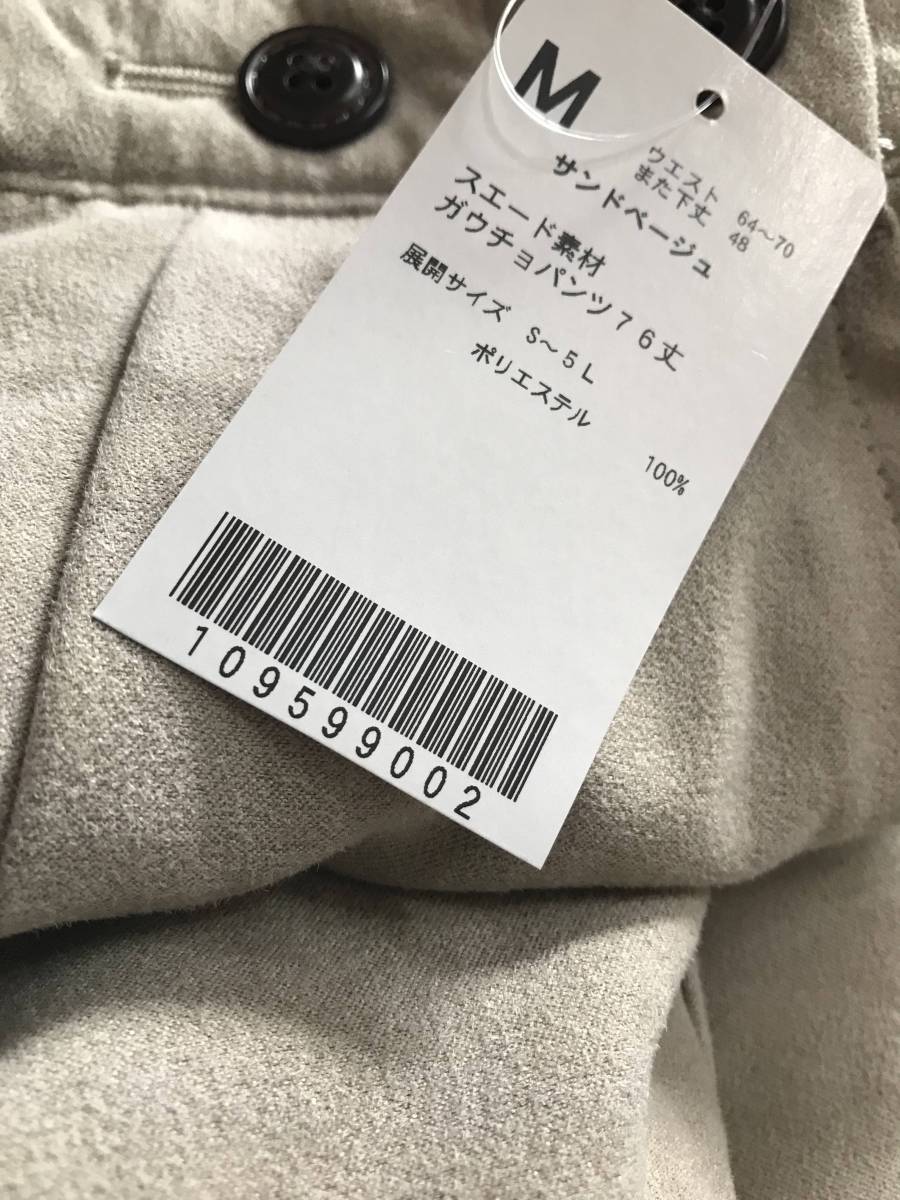 M
ウエスト 64〜70
また下丈 48
サンドベージュ
スエード素材
ガウチョパンツ76丈
展開サイズ S〜5L
ポリエステル 100%
109599002